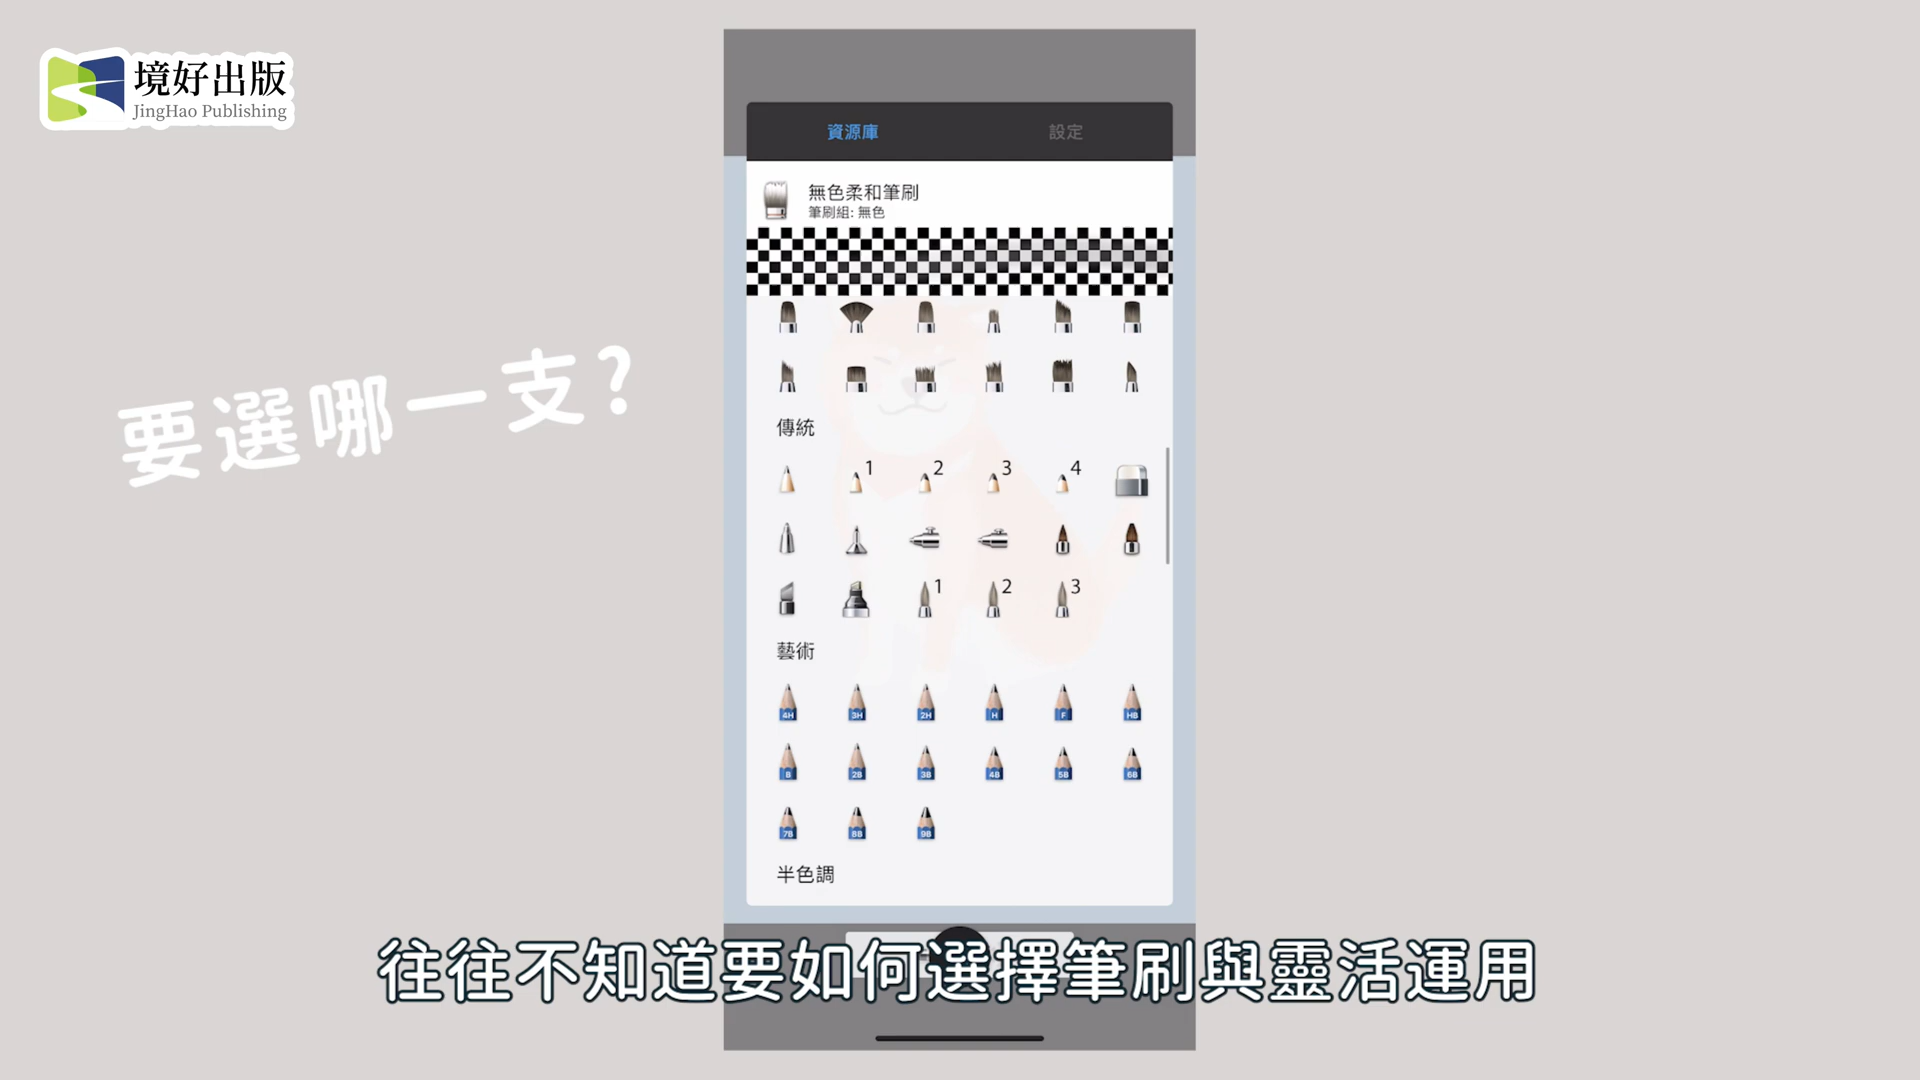 境好出版
JingHao Publishing
資源庫
設定
無色柔和筆刷
筆刷組: 無色
要選哪一支?
傳統
1 2 3 4
1 2 3
藝術
4H 3H 2H H F HB
B 2B 3B 4B 5B 6B
7B 8B 9B
半色調
往往不知道要如何選擇筆刷與靈活運用